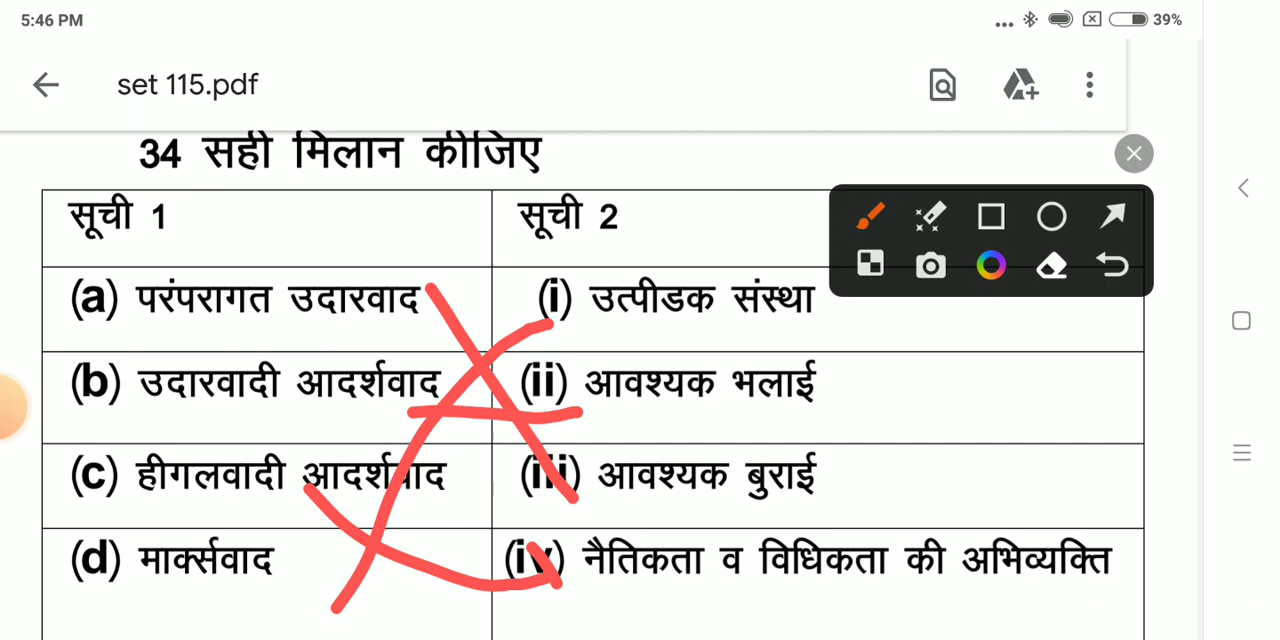 5:46 PM
39%
set 115.pdf
34 सही मिलान कीजिए
सूची 1 सूची 2
(a) परंपरागत उदारवाद (i) उत्पीडक संस्था
(b) उदारवादी आदर्शवाद (ii) आवश्यक भलाई
(c) हीगलवादी आदर्शवाद (iii) आवश्यक बुराई
(d) मार्क्सवाद (iv) नैतिकता व विधिकता की अभिव्यक्ति